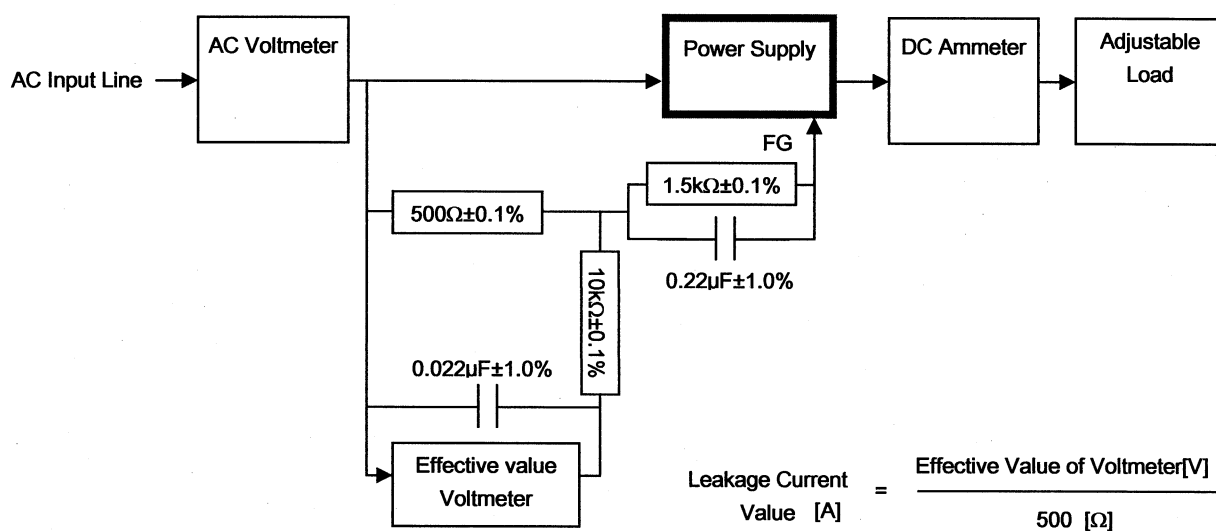 AC Voltmeter
Power Supply
DC Ammeter
Adjustable
Load
AC Input Line
FG
1.5kΩ±0.1%
500Ω±0.1%
10kΩ±0.1%
0.22µF±1.0%
0.022µF±1.0%
Effective value
Voltmeter
Leakage Current
Value [A]
=
Effective Value of Voltmeter[V]
500 [Ω]